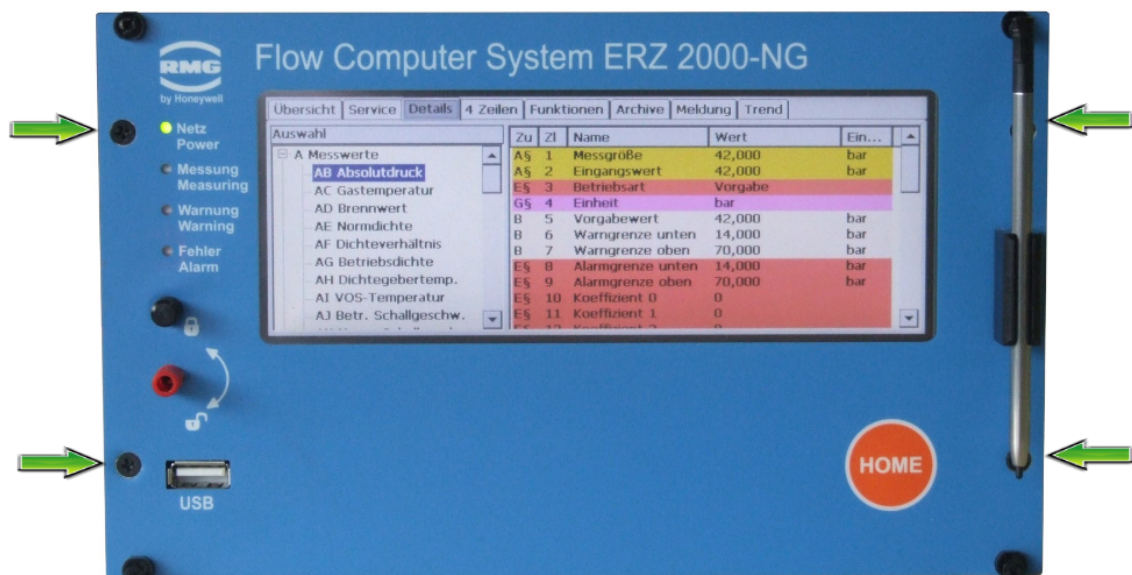 Flow Computer System ERZ 2000-NG
RMG
by Honeywell
Netz
Power
Messung
Measuring
Warnung
Warning
Fehler
Alarm
USB
Übersicht Service Details 4 Zeilen Funktionen Archive Meldung Trend
Auswahl
A Messwerte
AB Absolutdruck
AC Gastemperatur
AD Brennwert
AE Normdichte
AF Dichteverhältnis
AG Betriebsdichte
AH Dichtegebertemp.
AI VOS-Temperatur
AJ Betr. Schallgeschw.
Zu Zl Name Wert Ein...
A§ 1 Messgröße 42,000 bar
A§ 2 Eingangswert 42,000 bar
E§ 3 Betriebsart Vorgabe
G§ 4 Einheit bar
B 5 Vorgabewert 42,000 bar
B 6 Warngrenze unten 14,000 bar
B 7 Warngrenze oben 70,000 bar
E§ 8 Alarmgrenze unten 14,000 bar
E§ 9 Alarmgrenze oben 70,000 bar
E§ 10 Koeffizient 0 0
E§ 11 Koeffizient 1 0
HOME